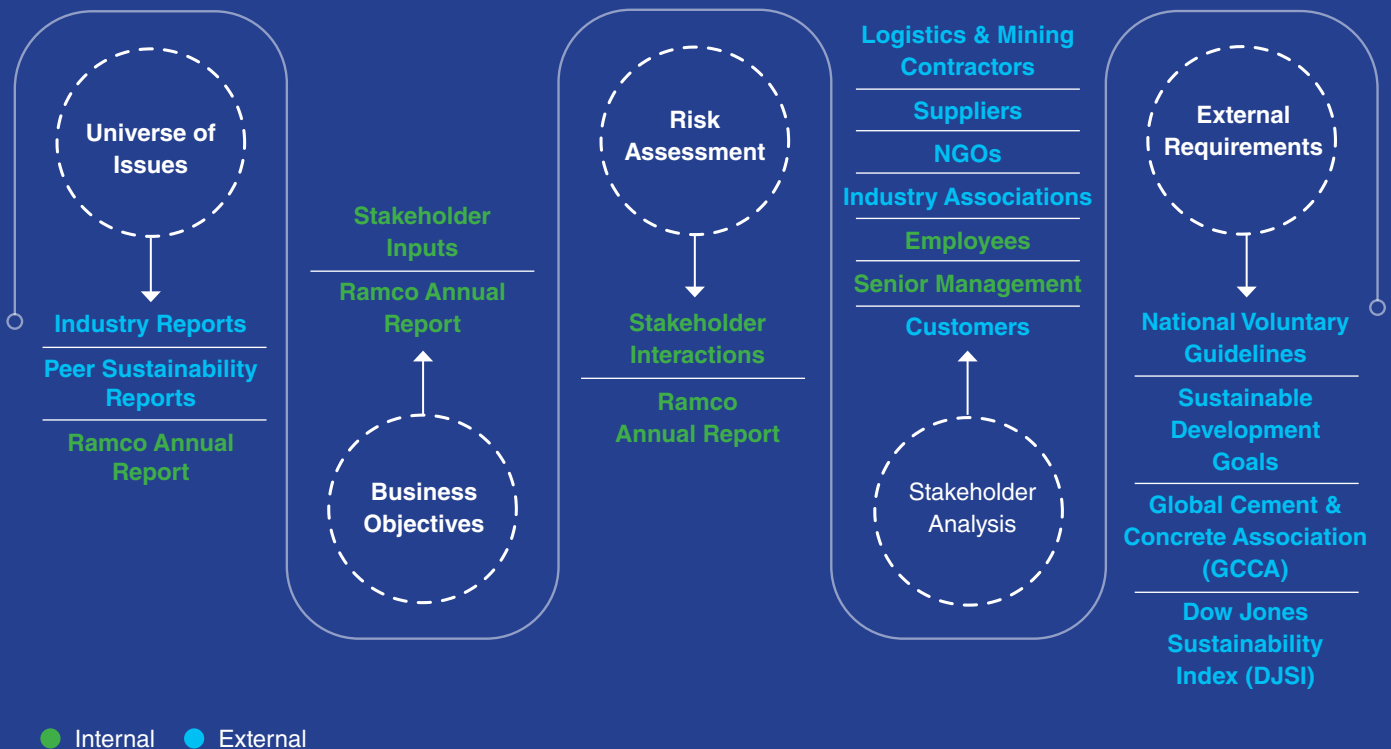 Universe of
Issues
Industry Reports
Peer Sustainability
Reports
Ramco Annual
Report
Stakeholder
Inputs
Ramco Annual
Report
Business
Objectives
Risk
Assessment
Stakeholder
Interactions
Ramco
Annual Report
Logistics & Mining
Contractors
Suppliers
NGOs
Industry Associations
Employees
Senior Management
Customers
Stakeholder
Analysis
External
Requirements
National Voluntary
Guidelines
Sustainable
Development
Goals
Global Cement &
Concrete Association
(GCCA)
Dow Jones
Sustainability
Index (DJSI)
Internal External